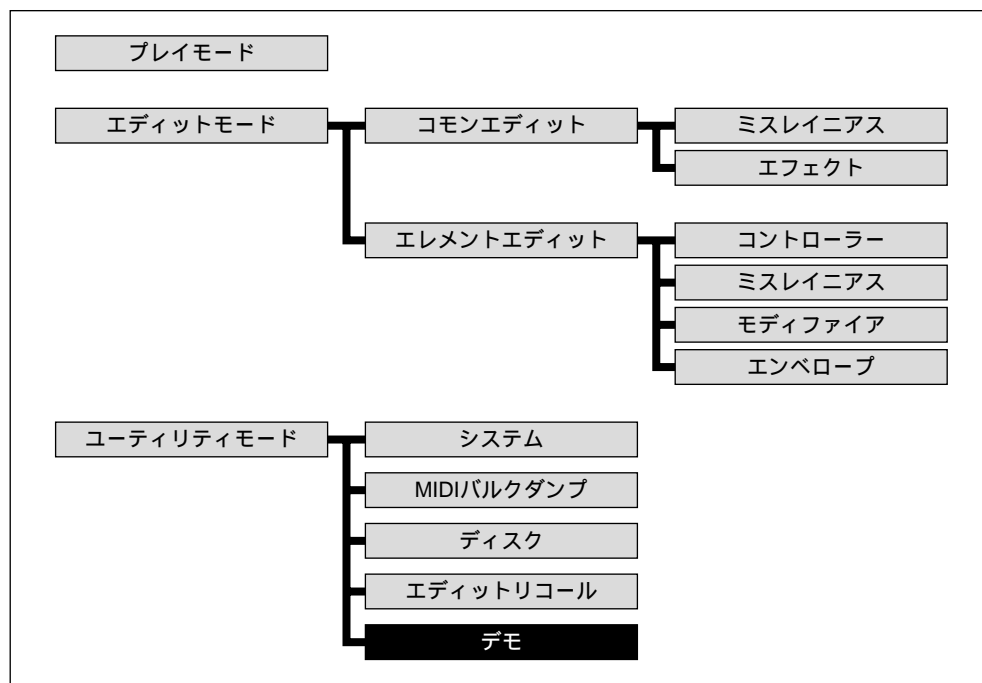 プレイモード
エディットモード
コモンエディット
ミスレイニアス
エフェクト
エレメントエディット
コントローラー
ミスレイニアス
モディファイア
エンベロープ
ユーティリティモード
システム
MIDIバルクダンプ
ディスク
エディットリコール
デモ